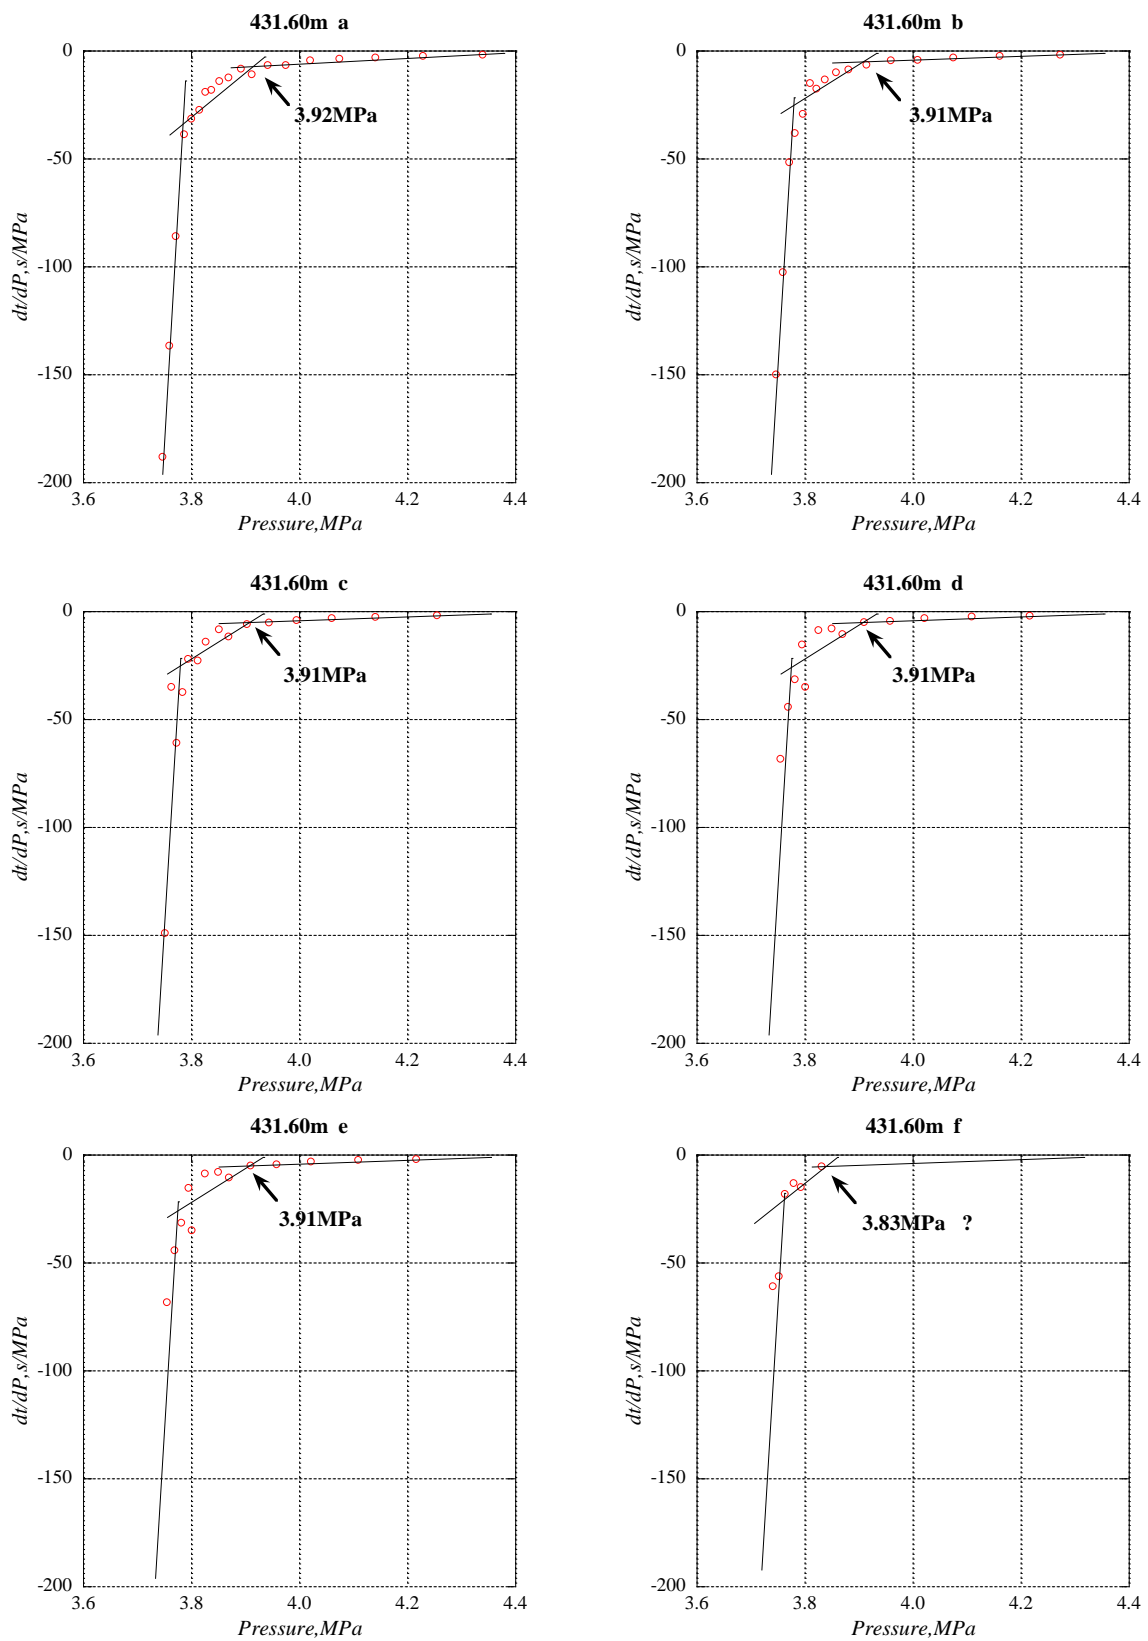 431.60m a
431.60m b
dt/dP,s/MPa
0
-50
-100
-150
-200
3.92MPa
3.6
3.8
4.0
4.2
4.4
Pressure,MPa
dt/dP,s/MPa
0
-50
-100
-150
-200
3.91MPa
3.6
3.8
4.0
4.2
4.4
Pressure,MPa
431.60m c
431.60m d
dt/dP,s/MPa
0
-50
-100
-150
-200
3.91MPa
3.6
3.8
4.0
4.2
4.4
Pressure,MPa
dt/dP,s/MPa
0
-50
-100
-150
-200
3.91MPa
3.6
3.8
4.0
4.2
4.4
Pressure,MPa
431.60m e
431.60m f
dt/dP,s/MPa
0
-50
-100
-150
-200
3.91MPa
3.6
3.8
4.0
4.2
4.4
Pressure,MPa
dt/dP,s/MPa
0
-50
-100
-150
-200
3.83MPa ?
3.6
3.8
4.0
4.2
4.4
Pressure,MPa